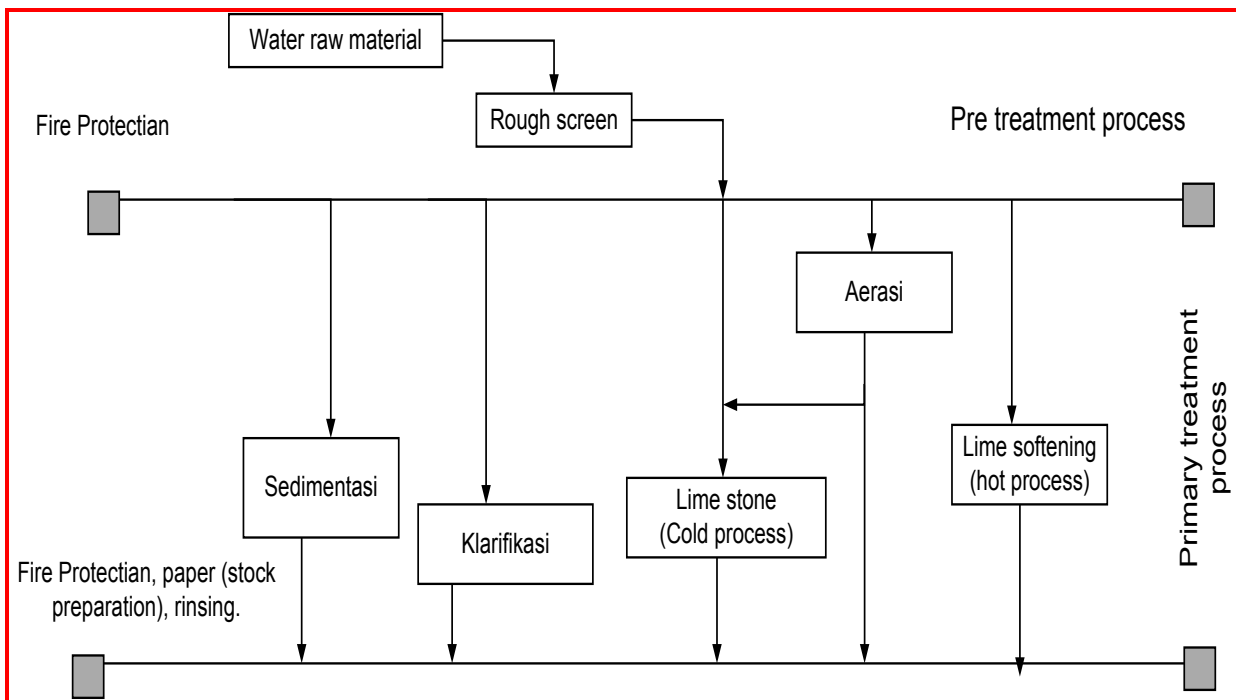 Water raw material
Rough screen
Fire Protectian
Pre treatment process
Aerasi
Primary treatment
process
Sedimentasi
Klarifikasi
Lime stone
(Cold process)
Lime softening
(hot process)
Fire Protectian, paper (stock
preparation), rinsing.